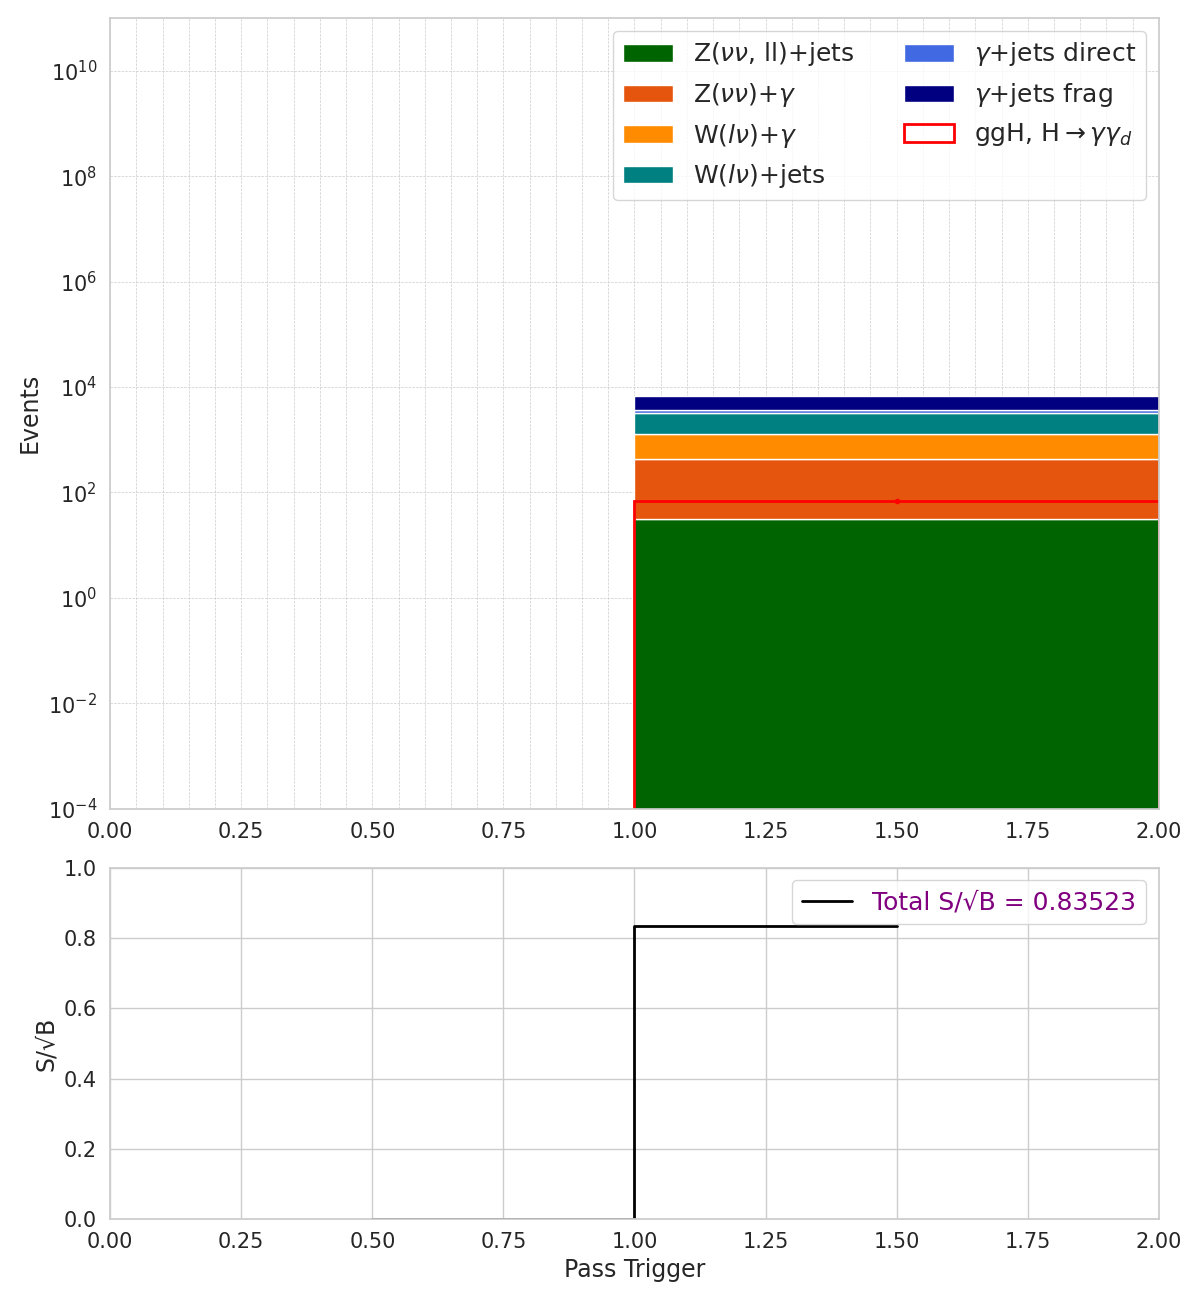 Z(νν, ll)+jets
Z(νν)+γ
W(lν)+γ
W(lν)+jets
γ+jets direct
γ+jets frag
ggH, H→γγ_d
10^10
10^8
10^6
10^4
10^2
10^0
10^−2
10^−4
Events
0.00 0.25 0.50 0.75 1.00 1.25 1.50 1.75 2.00
Total S/√B = 0.83523
1.0
0.8
0.6
0.4
0.2
0.0
S/√B
0.00 0.25 0.50 0.75 1.00 1.25 1.50 1.75 2.00
Pass Trigger